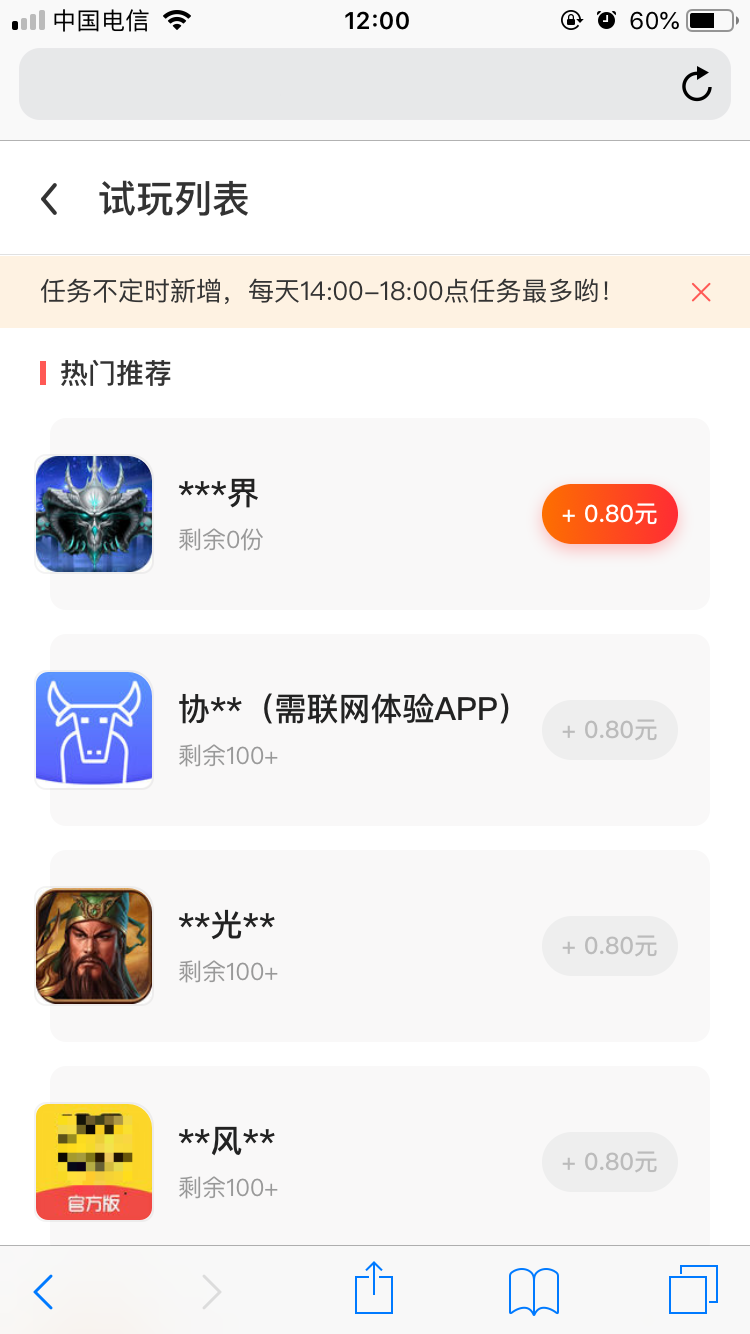 中国电信
12:00
60%
试玩列表
任务不定时新增，每天14:00-18:00点任务最多哟！
热门推荐
***界
剩余0份
+ 0.80元
协**（需联网体验APP）
剩余100+
+ 0.80元
**光**
剩余100+
+ 0.80元
**风**
剩余100+
+ 0.80元
官方版